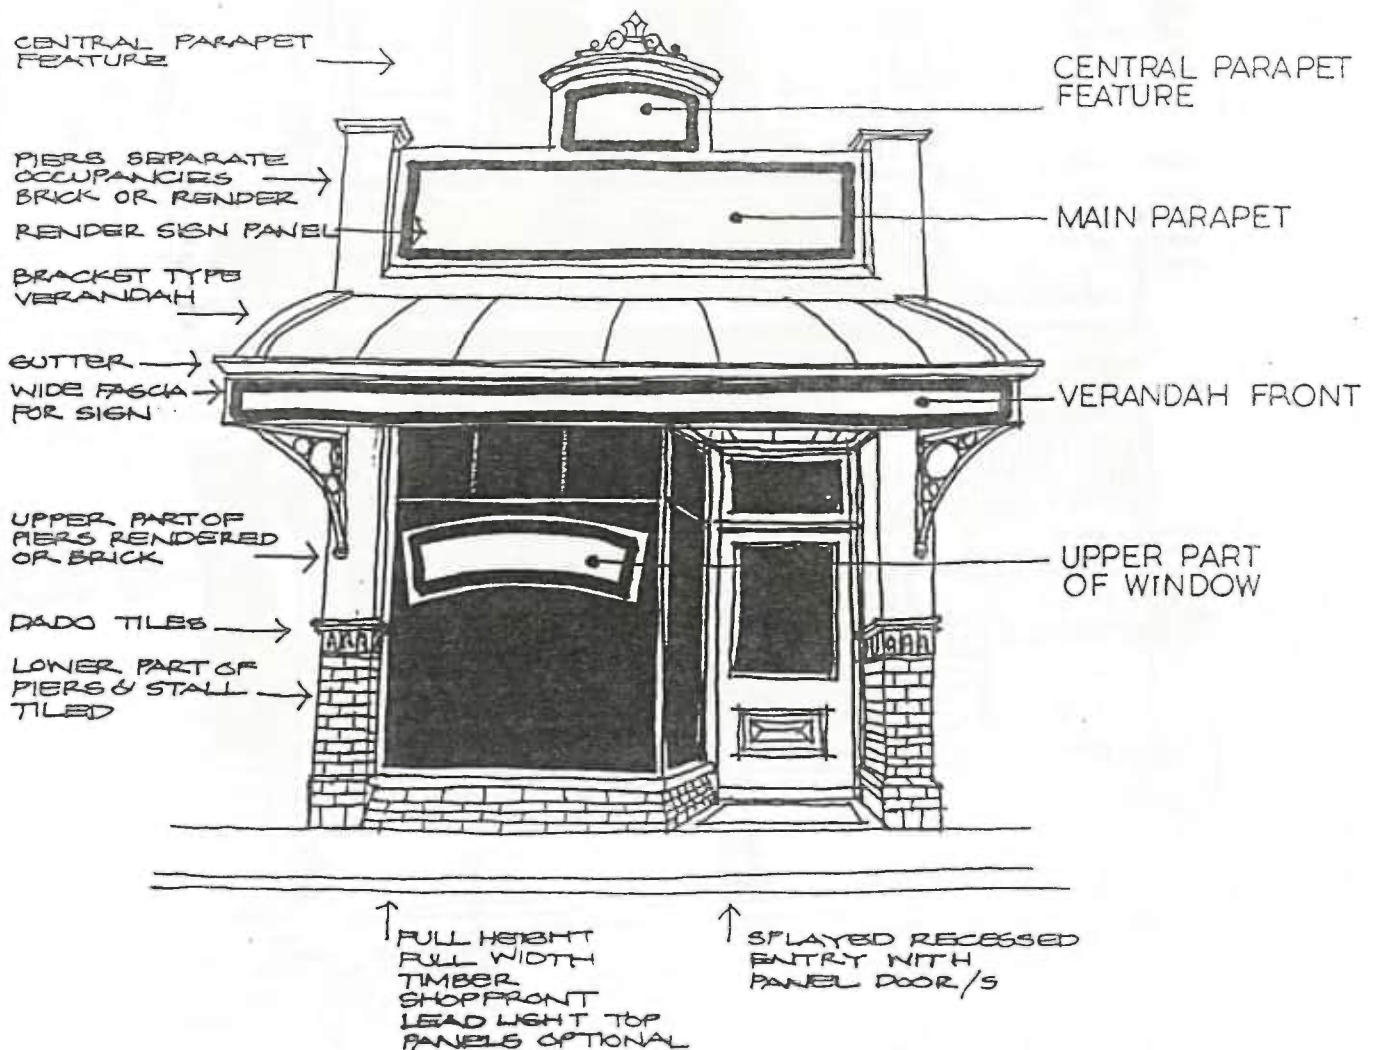 CENTRAL PARAPET
FEATURE
PIERS SEPARATE
OCCUPANCIES
BRICK OR RENDER
RENDER SIGN PANEL
BRACKET TYPE
VERANDAH
GUTTER
WIDE FASCIA
FOR SIGN
UPPER PART OF
PIERS RENDERED
OR BRICK
DADO TILES
LOWER PART OF
PIERS & STALL
TILED
CENTRAL PARAPET
FEATURE
MAIN PARAPET
VERANDAH FRONT
UPPER PART
OF WINDOW
FULL HEIGHT
FULL WIDTH
TIMBER
SHOPFRONT
LEAD LIGHT TOP
PANELS OPTIONAL
SPLAYED RECESSED
ENTRY WITH
PANEL DOOR/S